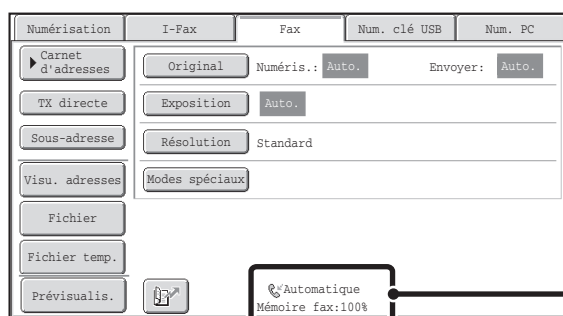 Numérisation
I-Fax
Fax
Num. clé USB
Num. PC
Carnet
d'adresses
Original
Numéris.: Auto.
Envoyer: Auto.
TX directe
Exposition
Auto.
Sous-adresse
Résolution
Standard
Visu. adresses
Modes spéciaux
Fichier
Fichier temp.
Prévisualis.
Automatique
Mémoire fax:100%